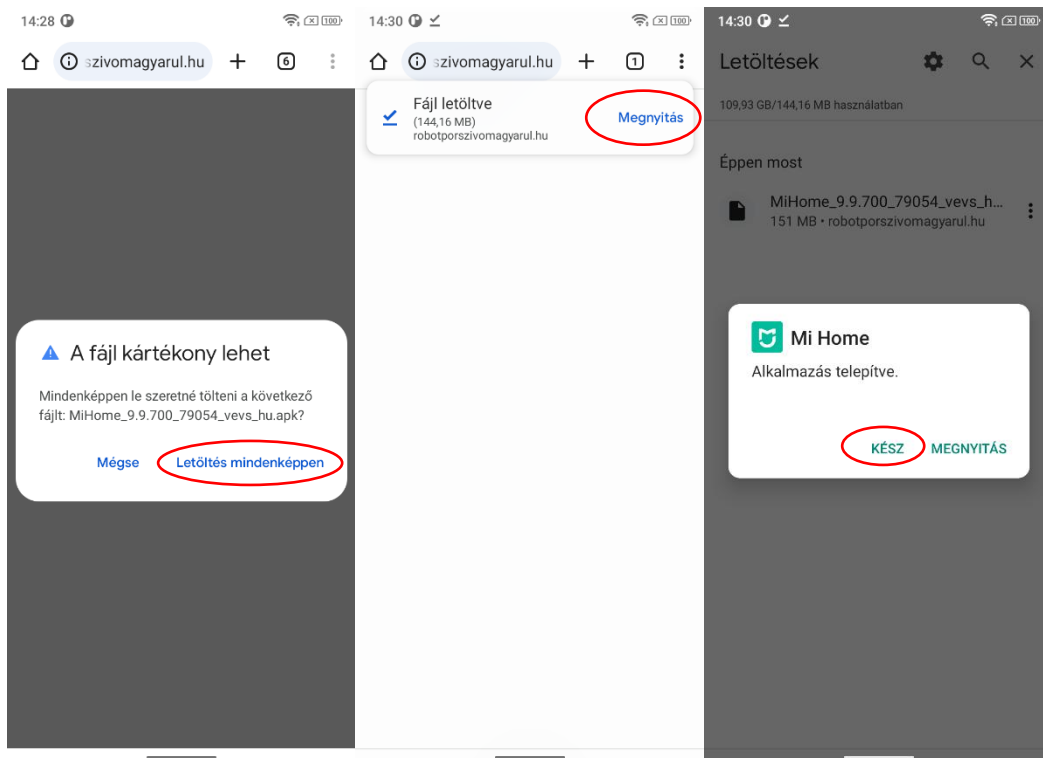 14:28
100
szivomagyarul.hu
6
A fájl kártékony lehet
Mindenképpen le szeretné tölteni a következő
fájlt: MiHome_9.9.700_79054_vevs_hu.apk?
Mégse
Letöltés mindenképpen
14:30
100
szivomagyarul.hu
1
Fájl letöltve
(144,16 MB)
robotporszivomagyarul.hu
Megnyitás
14:30
100
Letöltések
109,93 GB/144,16 MB használatban
Éppen most
MiHome_9.9.700_79054_vevs_h...
151 MB • robotporszivomagyarul.hu
Mi Home
Alkalmazás telepítve.
KÉSZ
MEGNYITÁS